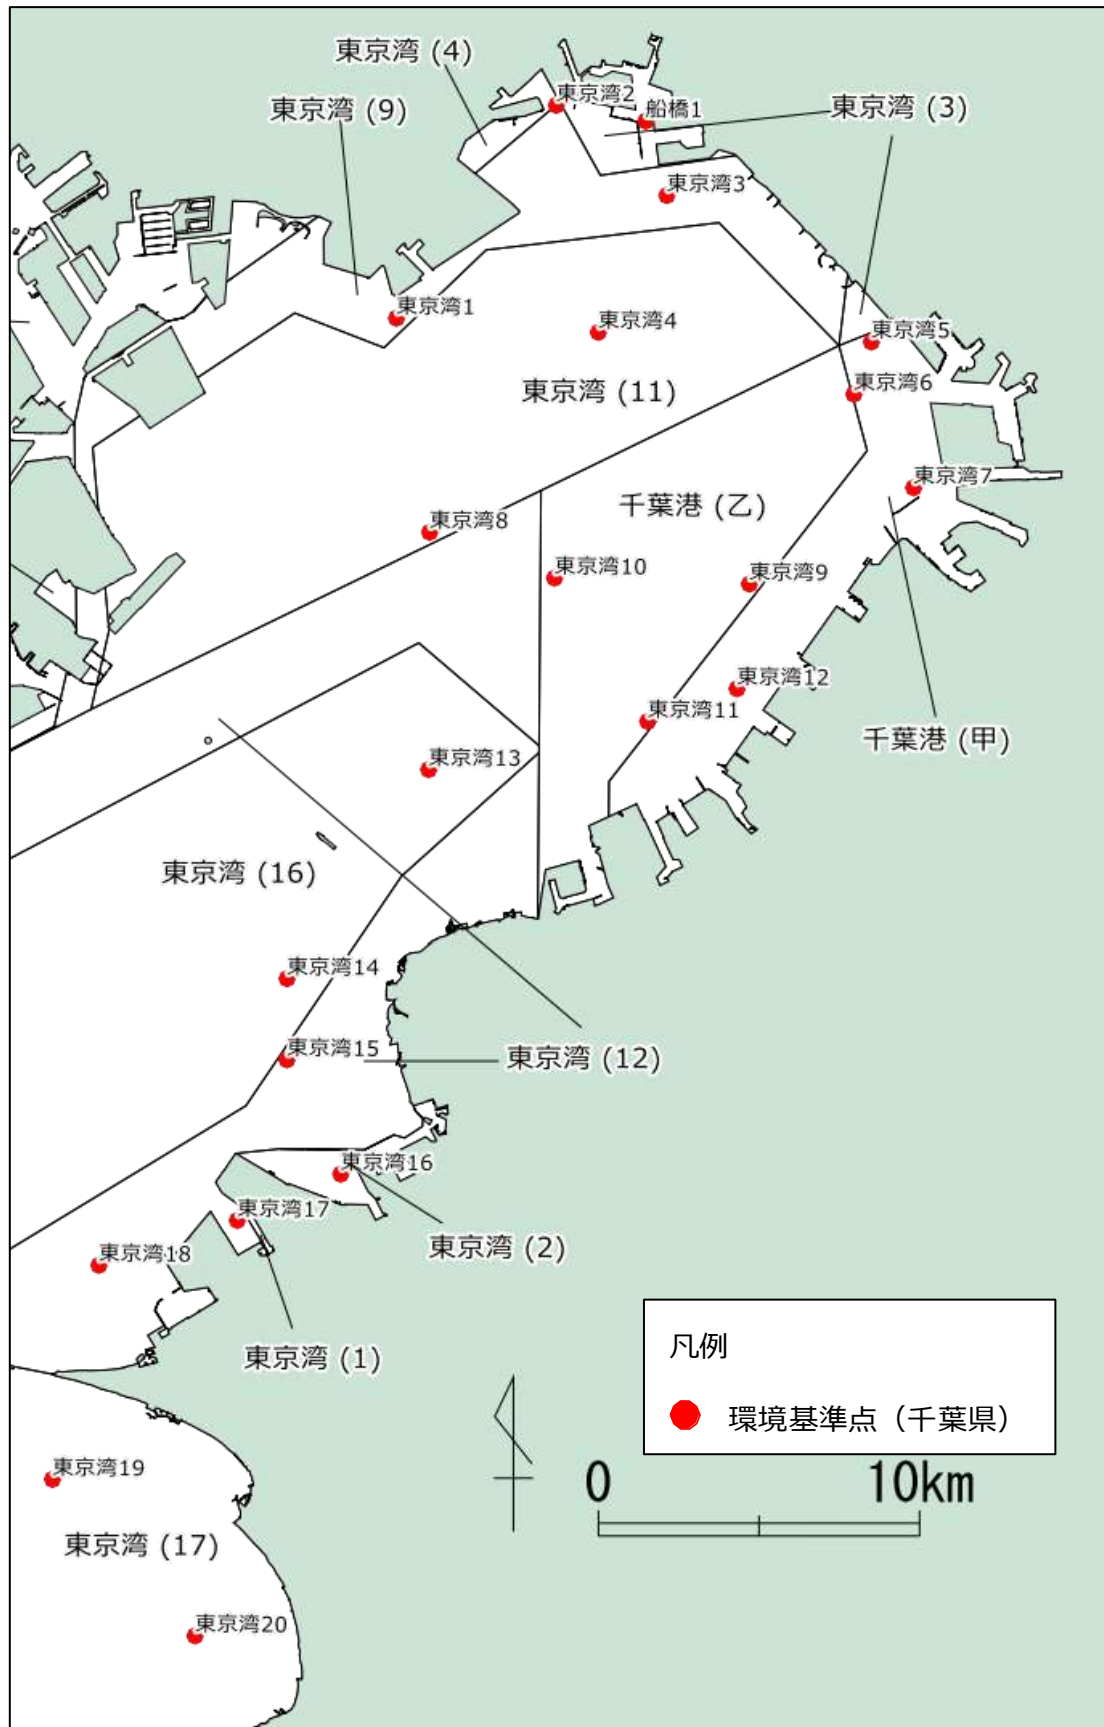 東京湾 (4)
東京湾 (9)
東京湾2
船橋1
東京湾 (3)
東京湾3
東京湾1
東京湾4
東京湾5
東京湾 (11)
東京湾6
東京湾7
千葉港 (乙)
東京湾8
東京湾10
東京湾9
東京湾12
東京湾11
千葉港 (甲)
東京湾13
東京湾 (16)
東京湾14
東京湾15
東京湾 (12)
東京湾16
東京湾17
東京湾 (2)
東京湾18
東京湾 (1)
凡例
環境基準点（千葉県）
東京湾19
0
10km
東京湾 (17)
東京湾20